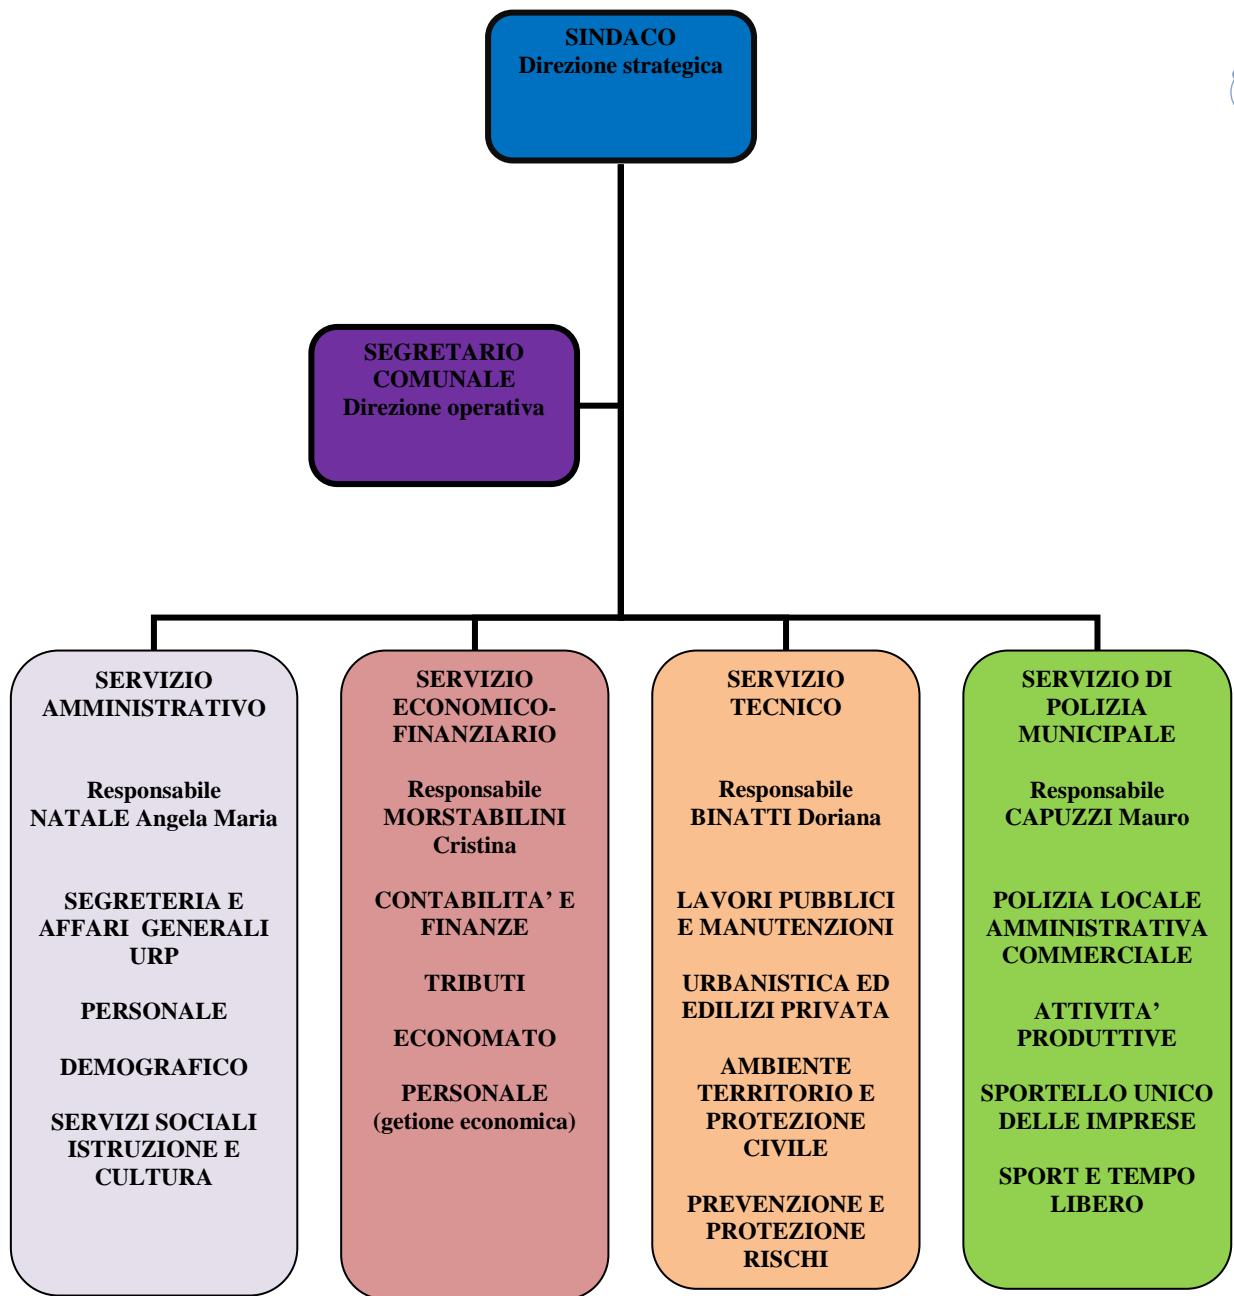 SINDACO
Direzione strategica
SEGRETARIO
COMUNALE
Direzione operativa
SERVIZIO
AMMINISTRATIVO
Responsabile
NATALE Angela Maria
SEGRETERIA E
AFFARI GENERALI
URP
PERSONALE
DEMOGRAFICO
SERVIZI SOCIALI
ISTRUZIONE E
CULTURA
SERVIZIO
ECONOMICO-
FINANZIARIO
Responsabile
MORSTABILINI
Cristina
CONTABILITA’ E
FINANZE
TRIBUTI
ECONOMATO
PERSONALE
(getione economica)
SERVIZIO
TECNICO
Responsabile
BINATTI Doriana
LAVORI PUBBLICI
E MANUTENZIONI
URBANISTICA ED
EDILIZI PRIVATA
AMBIENTE
TERRITORIO E
PROTEZIONE
CIVILE
PREVENZIONE E
PROTEZIONE
RISCHI
SERVIZIO DI
POLIZIA
MUNICIPALE
Responsabile
CAPUZZI Mauro
POLIZIA LOCALE
AMMINISTRATIVA
COMMERCIALE
ATTIVITA’
PRODUTTIVE
SPORTELLO UNICO
DELLE IMPRESE
SPORT E TEMPO
LIBERO